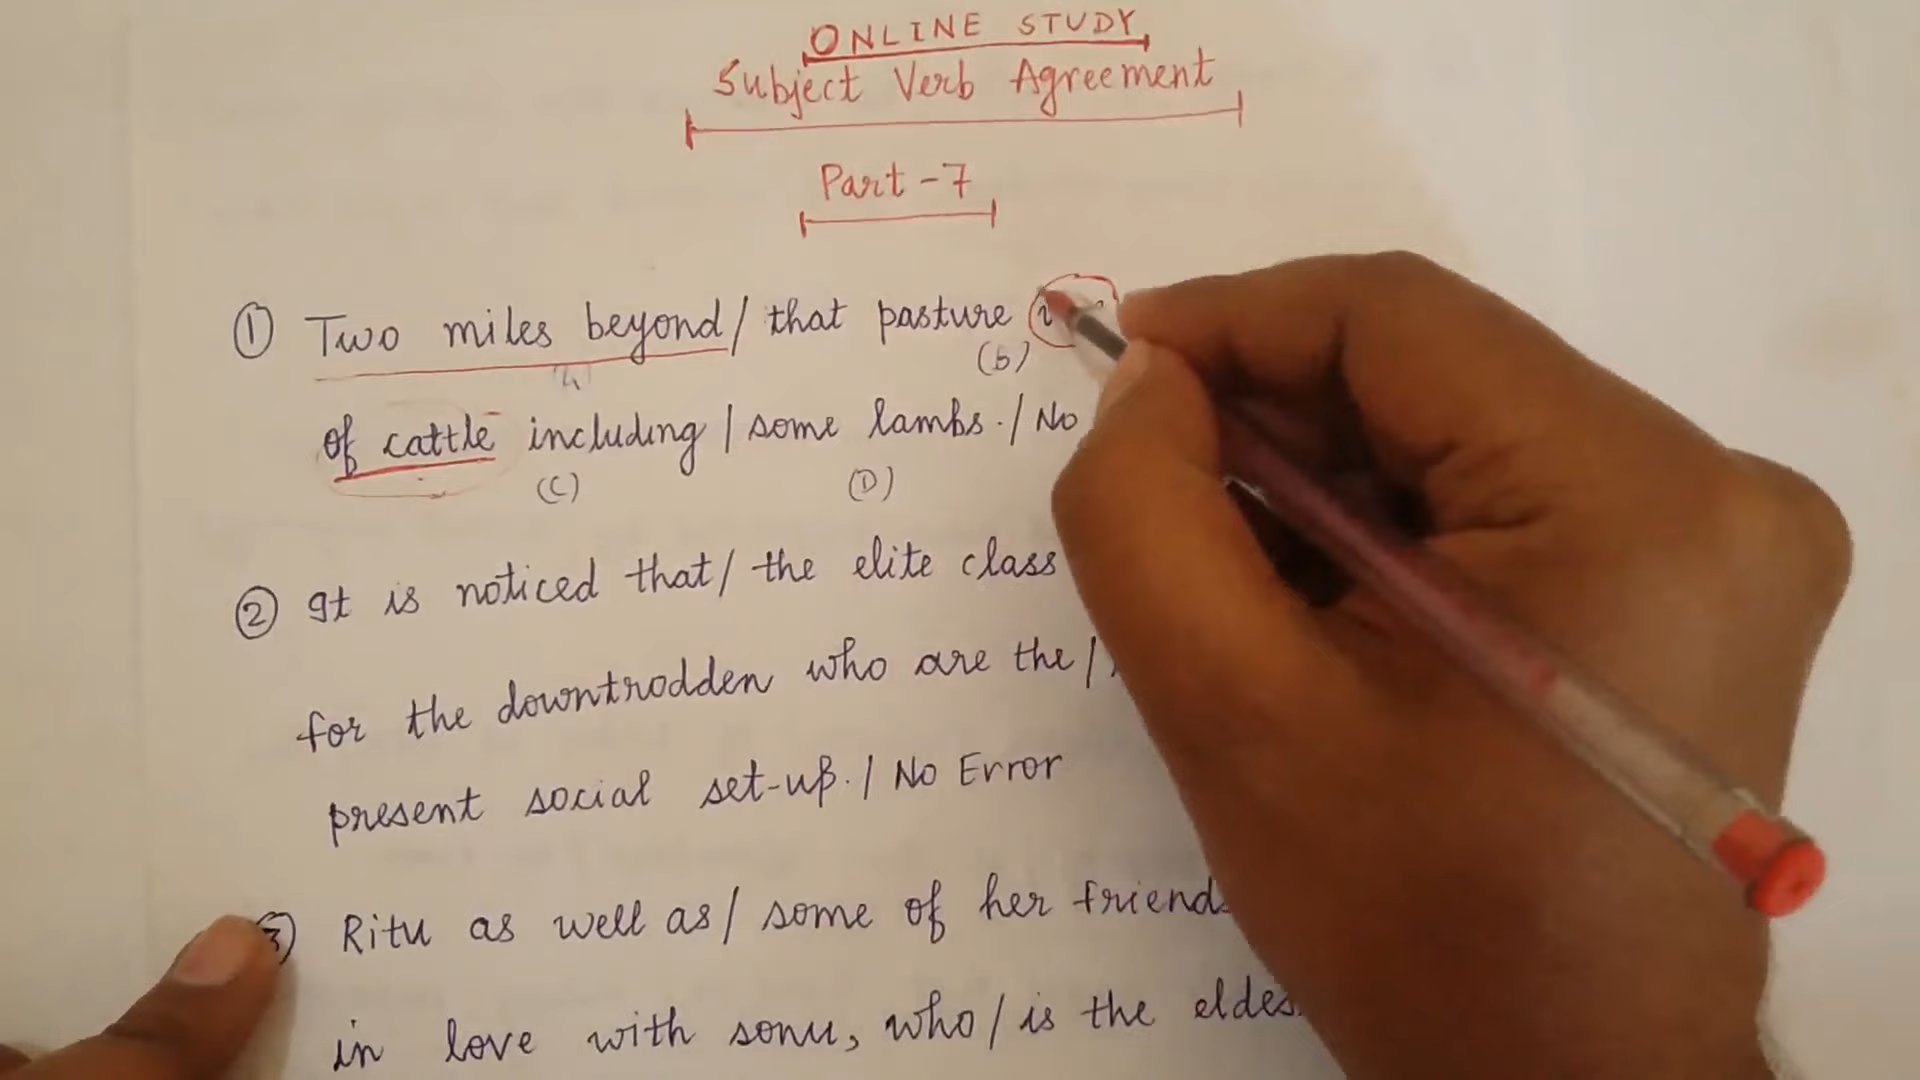 ONLINE STUDY
Subject Verb Agreement
Part-7
① Two miles beyond/ that pasture
(b)
of cattle including / some lambs. / No
(C) (D)
② It is noticed that/ the elite class
for the downtrodden who are the /
present social set-up. / No Error
③ Ritu as well as/ some of her friends
in love with sonu, who / is the